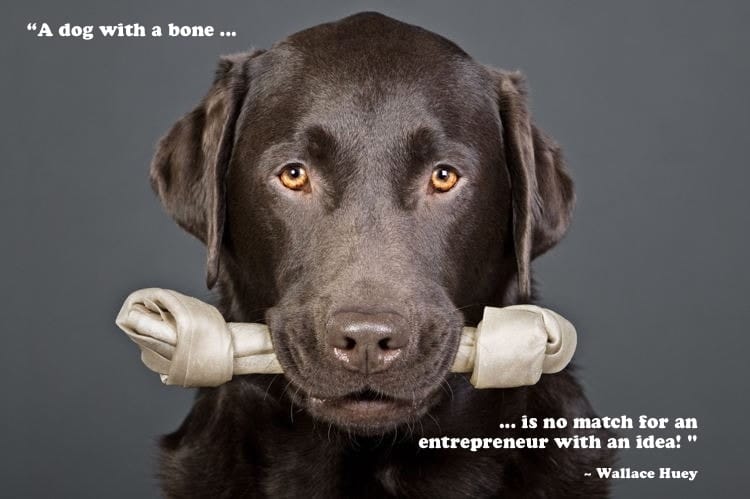 “A dog with a bone ...
... is no match for an
entrepreneur with an idea! "
~ Wallace Huey